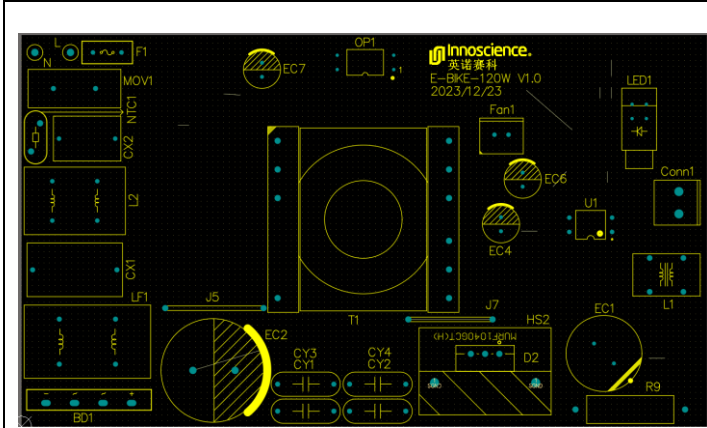 N
L
F1
MOV1
NTC1
CX2
L2
CX1
LF1
BD1
EC7
OP1
1
Innoscience.
英诺赛科
E-BIKE-120W V1.0
2023/12/23
LED1
Fan1
EC6
EC4
U1
Conn1
L1
T1
J5
J7
EC2
CY3
CY1
CY4
CY2
HS2
MURF1040GCT(H)
D2
EC1
R9